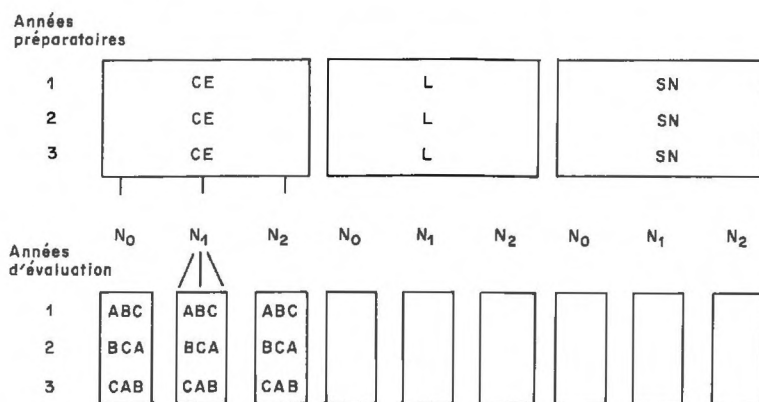 Années
préparatoires
1 CE L SN
2 CE L SN
3 CE L SN
N0 N1 N2 N0 N1 N2 N0 N1 N2
Années
d'évaluation
1 ABC ABC ABC
2 BCA BCA BCA
3 CAB CAB CAB